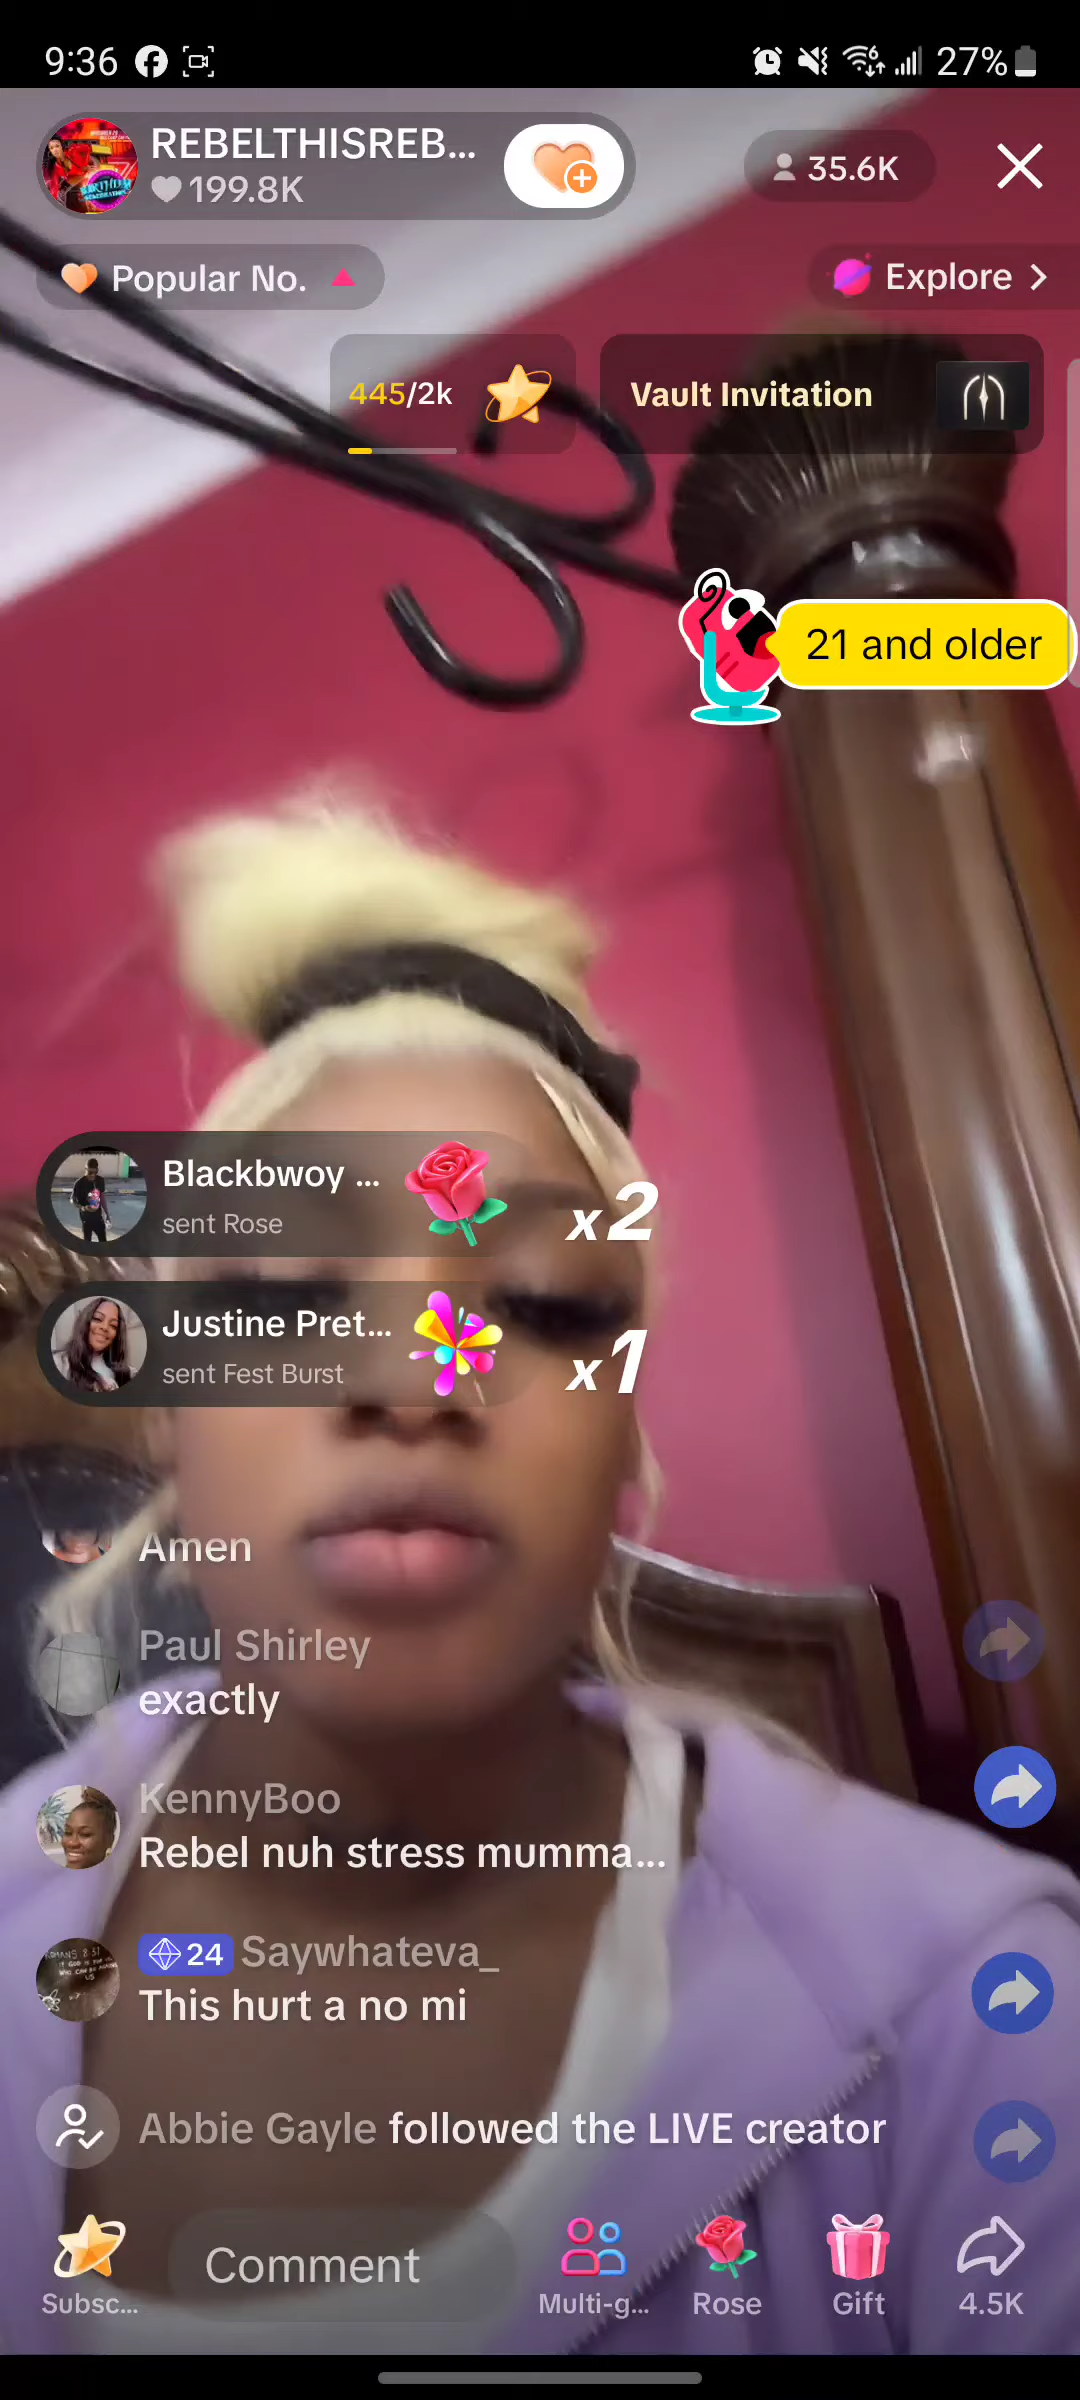 9:36
27%
REBELTHISREB...
199.8K
35.6K
Popular No.
Explore
445/2k
Vault Invitation
21 and older
Blackbwoy ...
sent Rose
x2
Justine Pret...
sent Fest Burst
x1
Amen
Paul Shirley
exactly
KennyBoo
Rebel nuh stress mumma...
24 Saywhateva_
This hurt a no mi
Abbie Gayle followed the LIVE creator
Comment
Subsc...
Multi-g...
Rose
Gift
4.5K